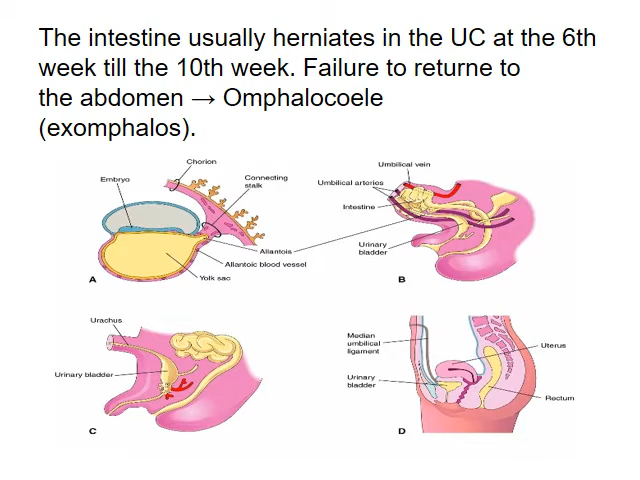 The intestine usually herniates in the UC at the 6th
week till the 10th week. Failure to returne to
the abdomen → Omphalocoele
(exomphalos).
Chorion
Embryo
Connecting
stalk
Allantois
Allantoic blood vessel
Yolk sac
A
Umbilical vein
Umbilical arteries
Intestine
Urinary
bladder
B
Urachus
Urinary bladder
C
Median
umbilical
ligament
Uterus
Urinary
bladder
Rectum
D